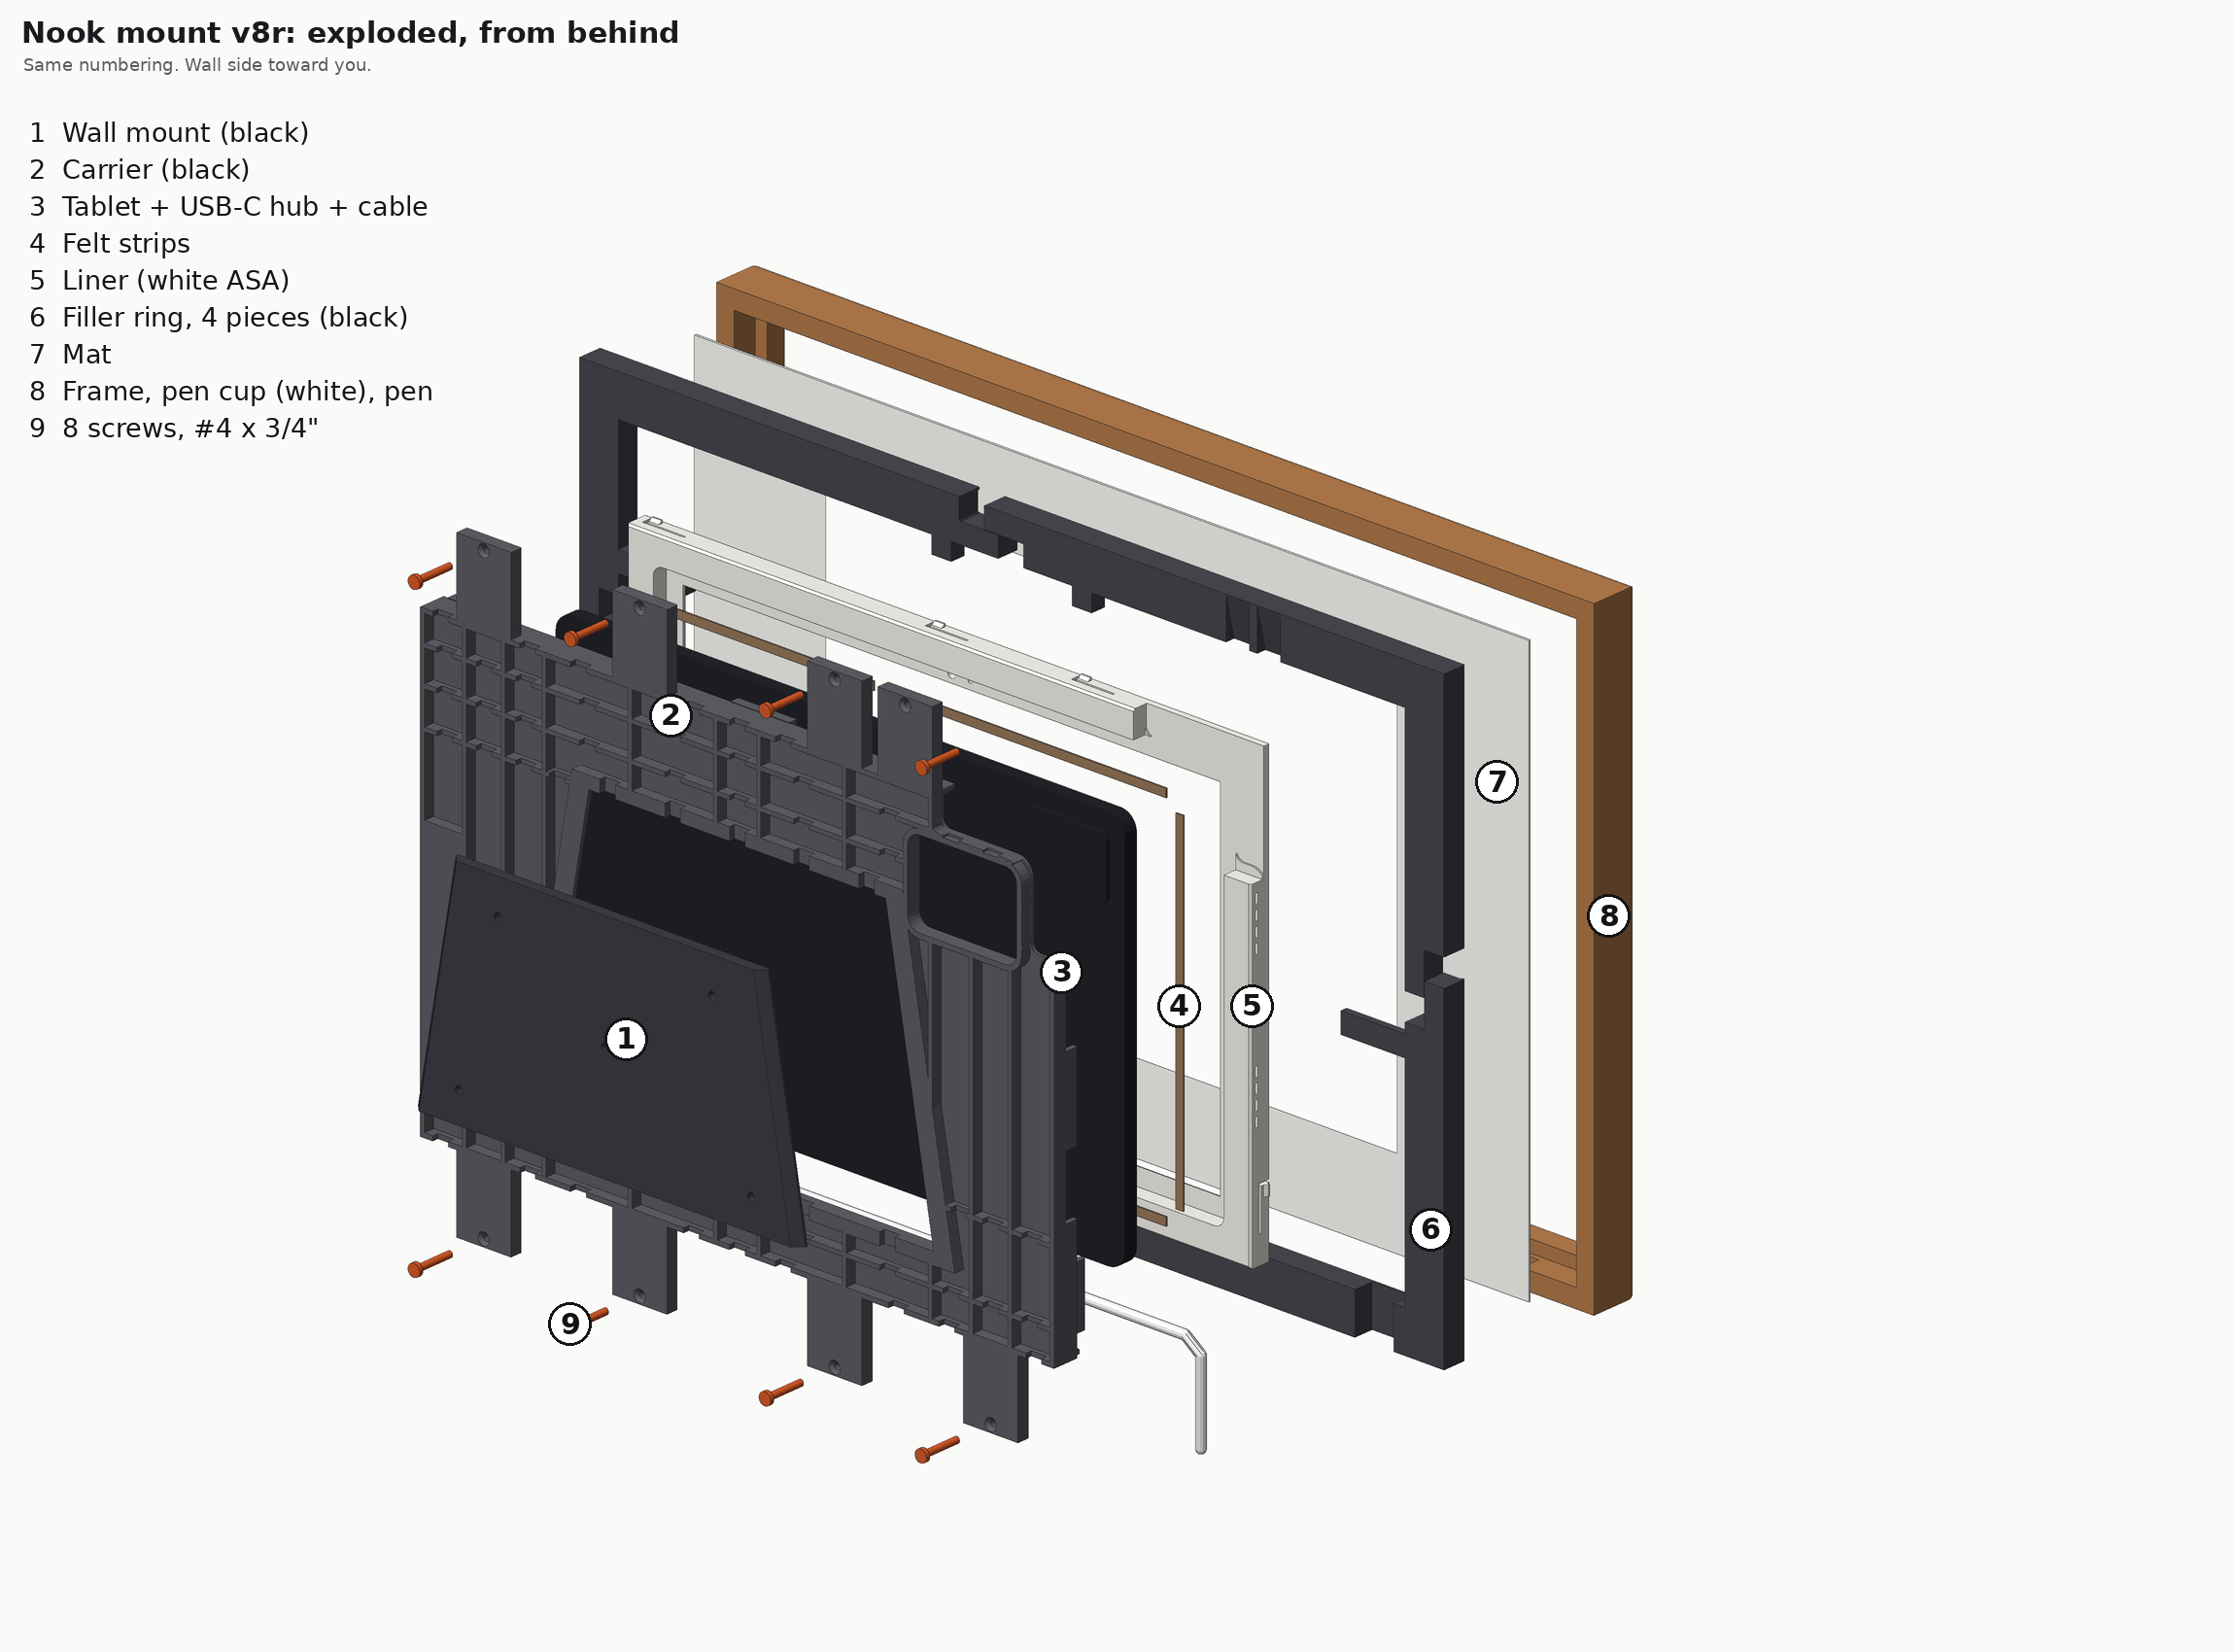 Nook mount v8r: exploded, from behind
Same numbering. Wall side toward you.
1 Wall mount (black)
2 Carrier (black)
3 Tablet + USB-C hub + cable
4 Felt strips
5 Liner (white ASA)
6 Filler ring, 4 pieces (black)
7 Mat
8 Frame, pen cup (white), pen
9 8 screws, #4 x 3/4"
2
7
8
3
4
5
1
6
9